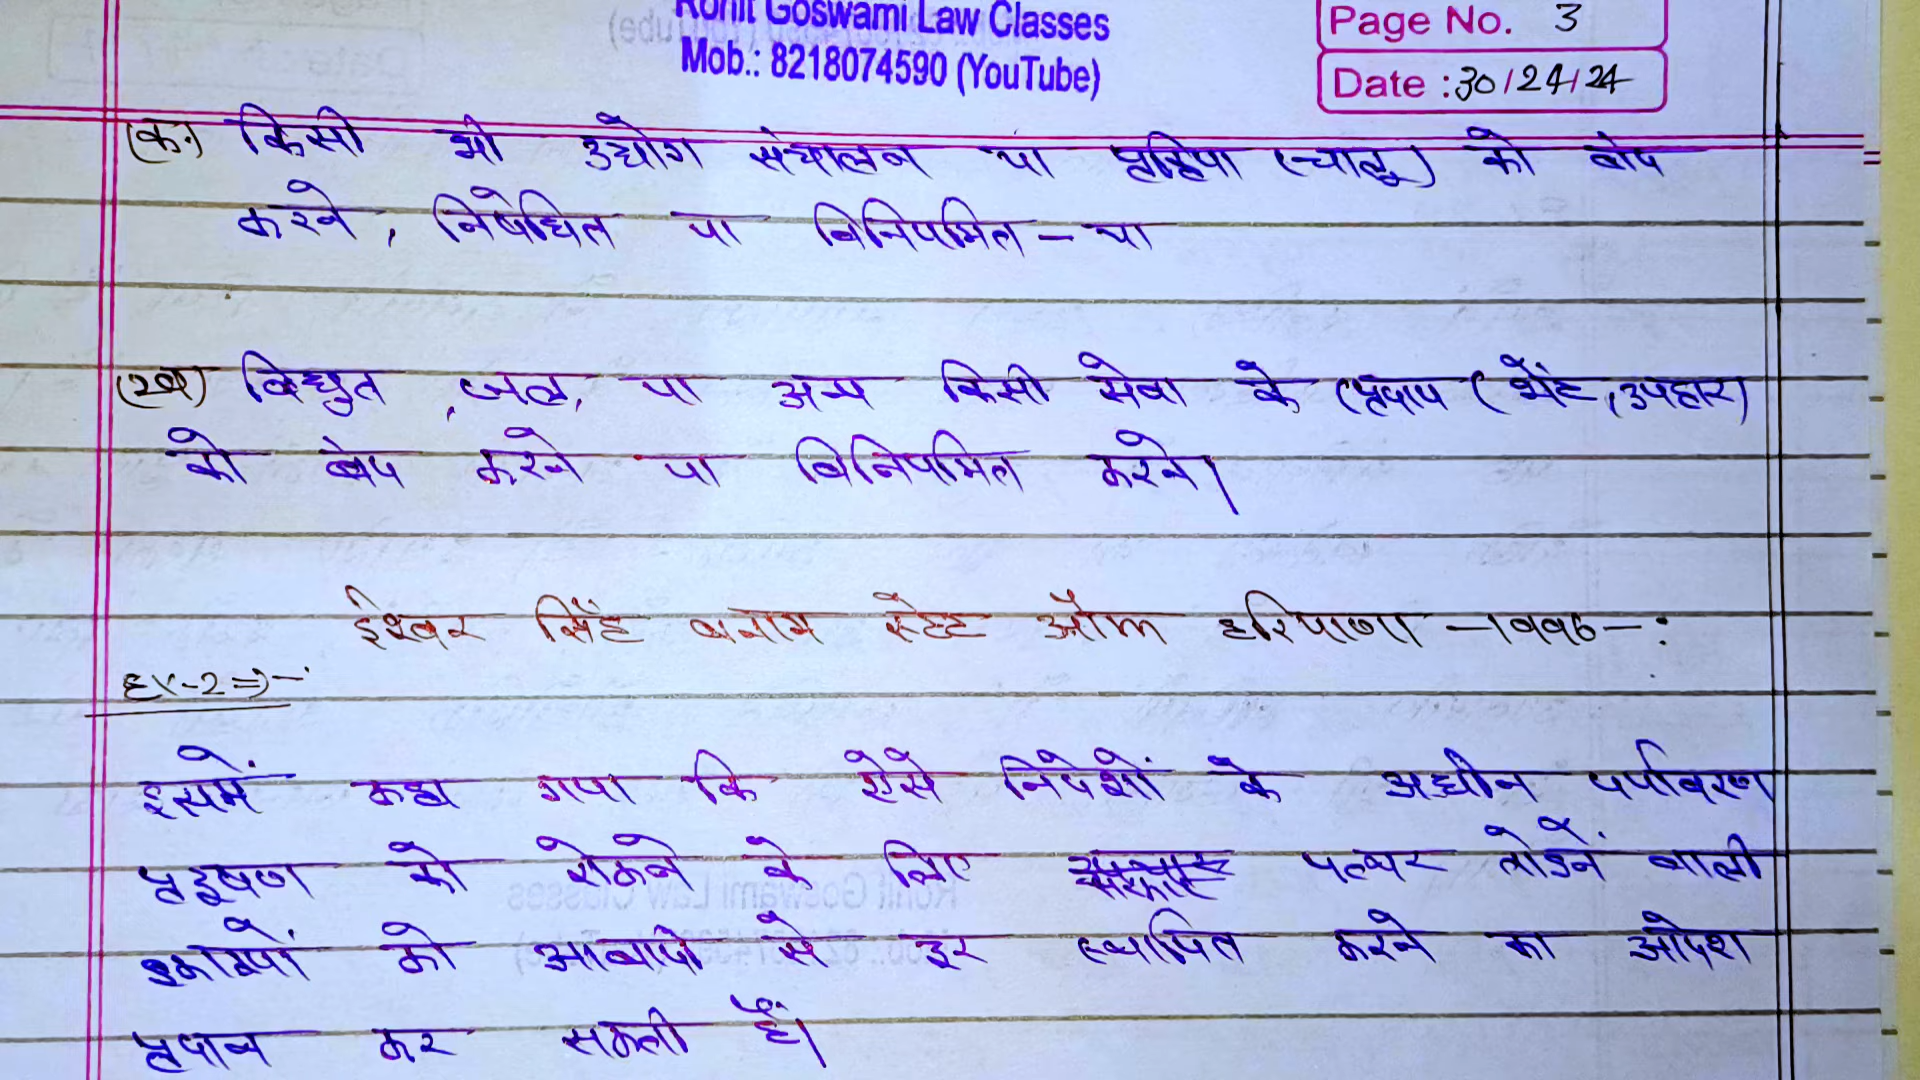 Rohit Goswami Law Classes
Mob.: 8218074590 (YouTube)
Page No. 3
Date : 30/24/24
(क.) किसी भी उद्योग संचालन या प्रक्रिया (चालू) को बंद
करने, निषेधित या विनियमित - या
(ख) विद्युत, जल, या अन्य किसी सेवा के (प्रदाय (भेंट, उपहार)
को बंद करने या विनियमित करने।
ईश्वर सिंह बनाम स्टेट ऑफ हरियाणा - 1996 - :
Ex-2 => -
इसमें कहा गया कि ऐसे निर्देशों के अधीन पर्यावरण
प्रदूषण को रोकने के लिए सरकार पत्थर तोडनें वाली
इकाइयों को आबादी से दूर स्थापित करने का आदेश
प्रदान कर सकती हैं।